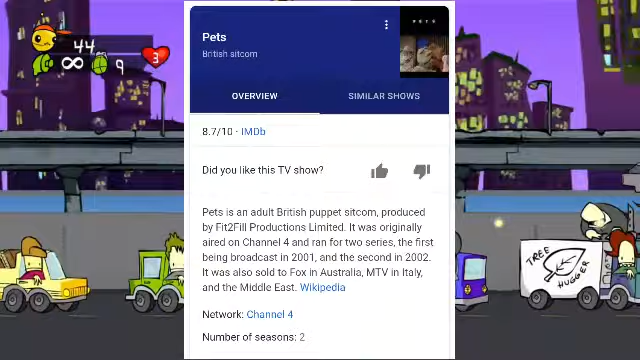 44
∞ 9
3
PETS
Pets
British sitcom
OVERVIEW SIMILAR SHOWS
8.7/10 · IMDb
Did you like this TV show?
Pets is an adult British puppet sitcom, produced
by Fit2Fill Productions Limited. It was originally
aired on Channel 4 and ran for two series, the first
being broadcast in 2001, and the second in 2002.
It was also sold to Fox in Australia, MTV in Italy,
and the Middle East. Wikipedia
Network: Channel 4
Number of seasons: 2
TREE
HUGGER